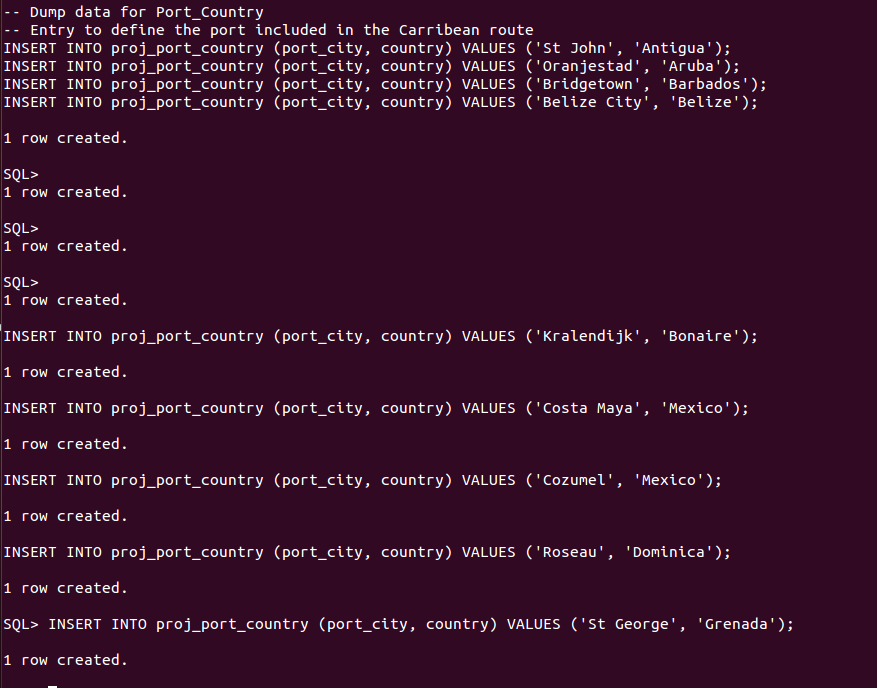 -- Dump data for Port_Country
-- Entry to define the port included in the Carribean route
INSERT INTO proj_port_country (port_city, country) VALUES ('St John', 'Antigua');
INSERT INTO proj_port_country (port_city, country) VALUES ('Oranjestad', 'Aruba');
INSERT INTO proj_port_country (port_city, country) VALUES ('Bridgetown', 'Barbados');
INSERT INTO proj_port_country (port_city, country) VALUES ('Belize City', 'Belize');
1 row created.
SQL>
1 row created.
SQL>
1 row created.
SQL>
1 row created.
INSERT INTO proj_port_country (port_city, country) VALUES ('Kralendijk', 'Bonaire');
1 row created.
INSERT INTO proj_port_country (port_city, country) VALUES ('Costa Maya', 'Mexico');
1 row created.
INSERT INTO proj_port_country (port_city, country) VALUES ('Cozumel', 'Mexico');
1 row created.
INSERT INTO proj_port_country (port_city, country) VALUES ('Roseau', 'Dominica');
1 row created.
SQL> INSERT INTO proj_port_country (port_city, country) VALUES ('St George', 'Grenada');
1 row created.